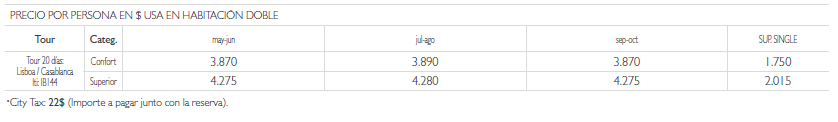 PRECIO POR PERSONA EN $ USA EN HABITACIÓN DOBLE
Tour Categ. may-jun jul-ago sep-oct SUP. SINGLE
Tour 20 días: Confort 3.870 3.890 3.870 1.750
Lisboa / Casablanca
Iti: IB144 Superior 4.275 4.280 4.275 2.015
*City Tax: 22$ (Importe a pagar junto con la reserva).